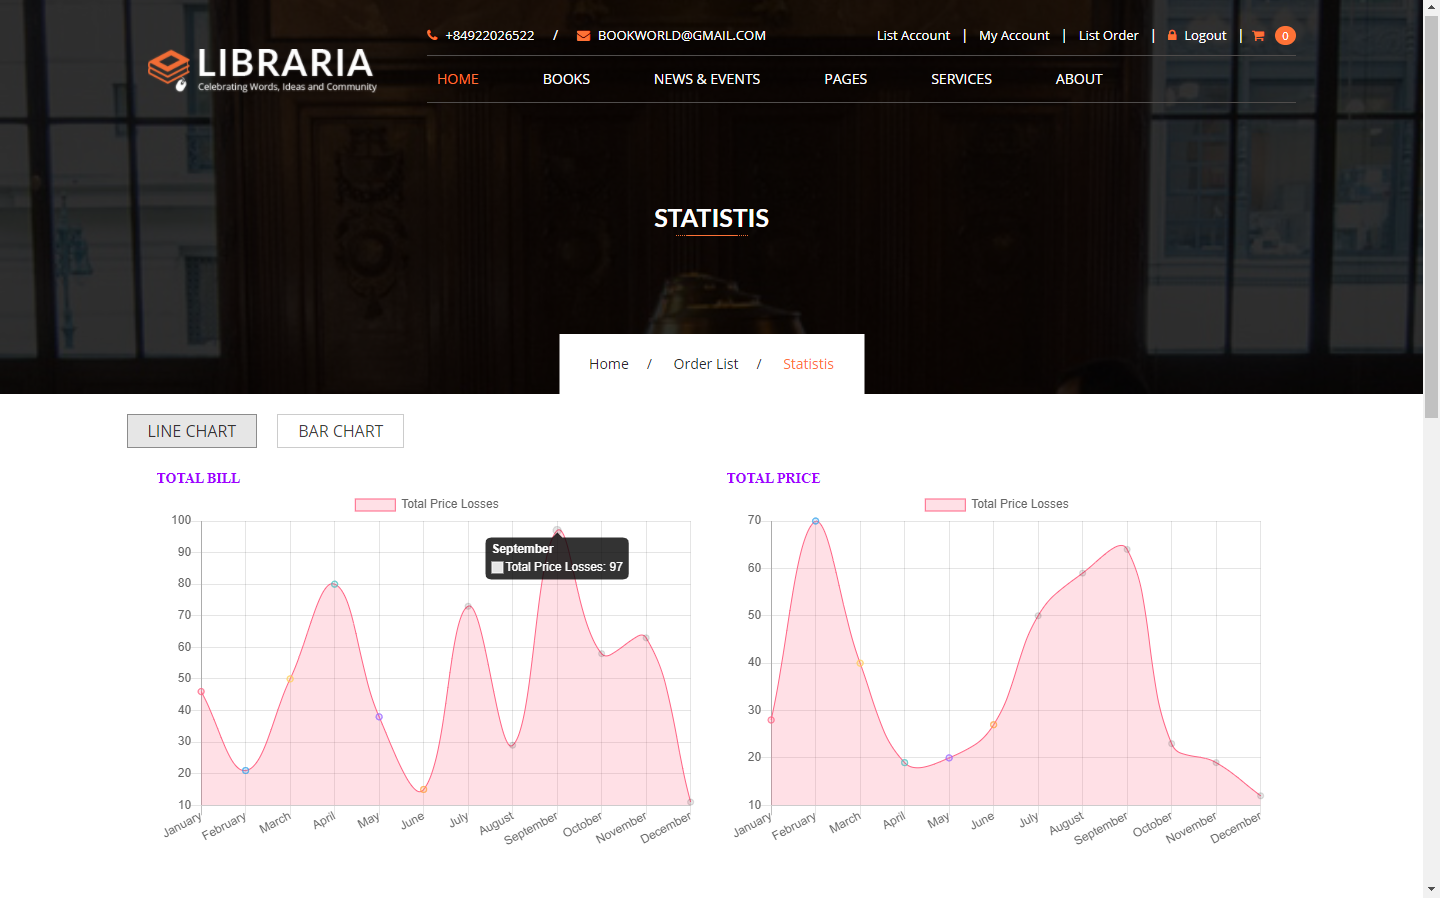 +84922026522 / BOOKWORLD@GMAIL.COM List Account | My Account | List Order | Logout | 0
LIBRARIA
Celebrating Words, Ideas and Community
HOME BOOKS NEWS & EVENTS PAGES SERVICES ABOUT
STATISTIS
Home / Order List / Statistis
LINE CHART BAR CHART
TOTAL BILL
Total Price Losses
100
90
80
70
60
50
40
30
20
10
September
Total Price Losses: 97
January February March April May June July August September October November December
TOTAL PRICE
Total Price Losses
70
60
50
40
30
20
10
January February March April May June July August September October November December